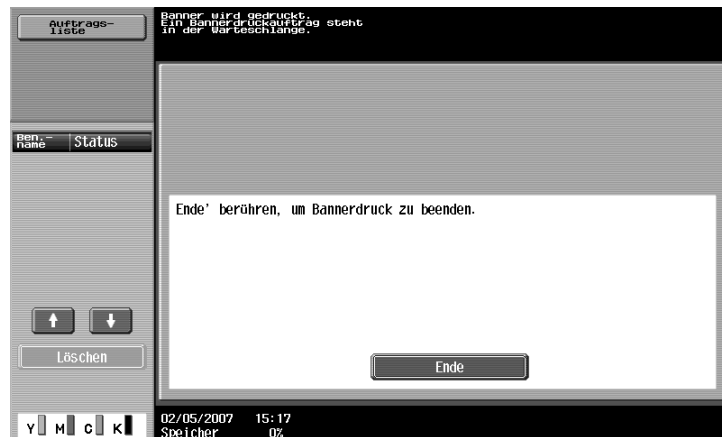 Auftrags-
liste
Banner wird gedruckt.
Ein Bannerdruckauftrag steht
in der Warteschlange.
Ben.-
name
Status
Ende' berühren, um Bannerdruck zu beenden.
Löschen
Ende
Y M C K
02/05/2007 15:17
Speicher 0%